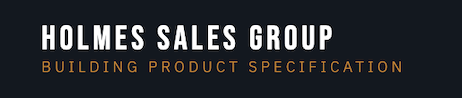 HOLMES SALES GROUP
BUILDING PRODUCT SPECIFICATION